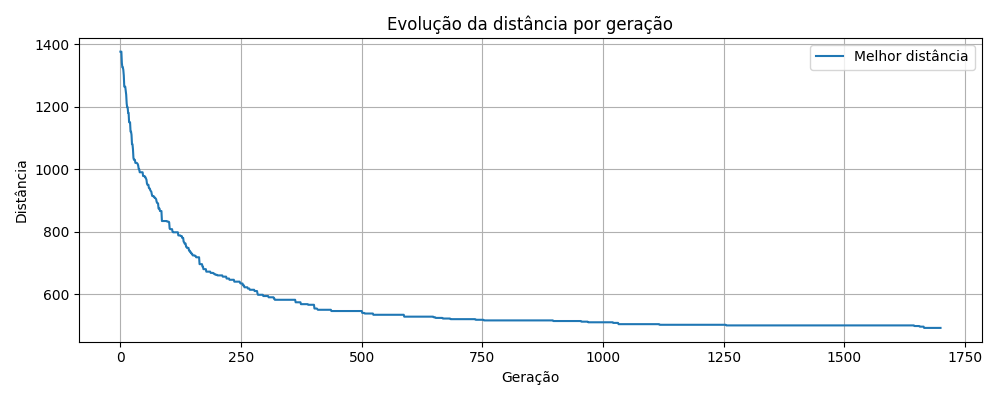 Evolução da distância por geração
Melhor distância
Distância
1400
1200
1000
800
600
0 250 500 750 1000 1250 1500 1750
Geração